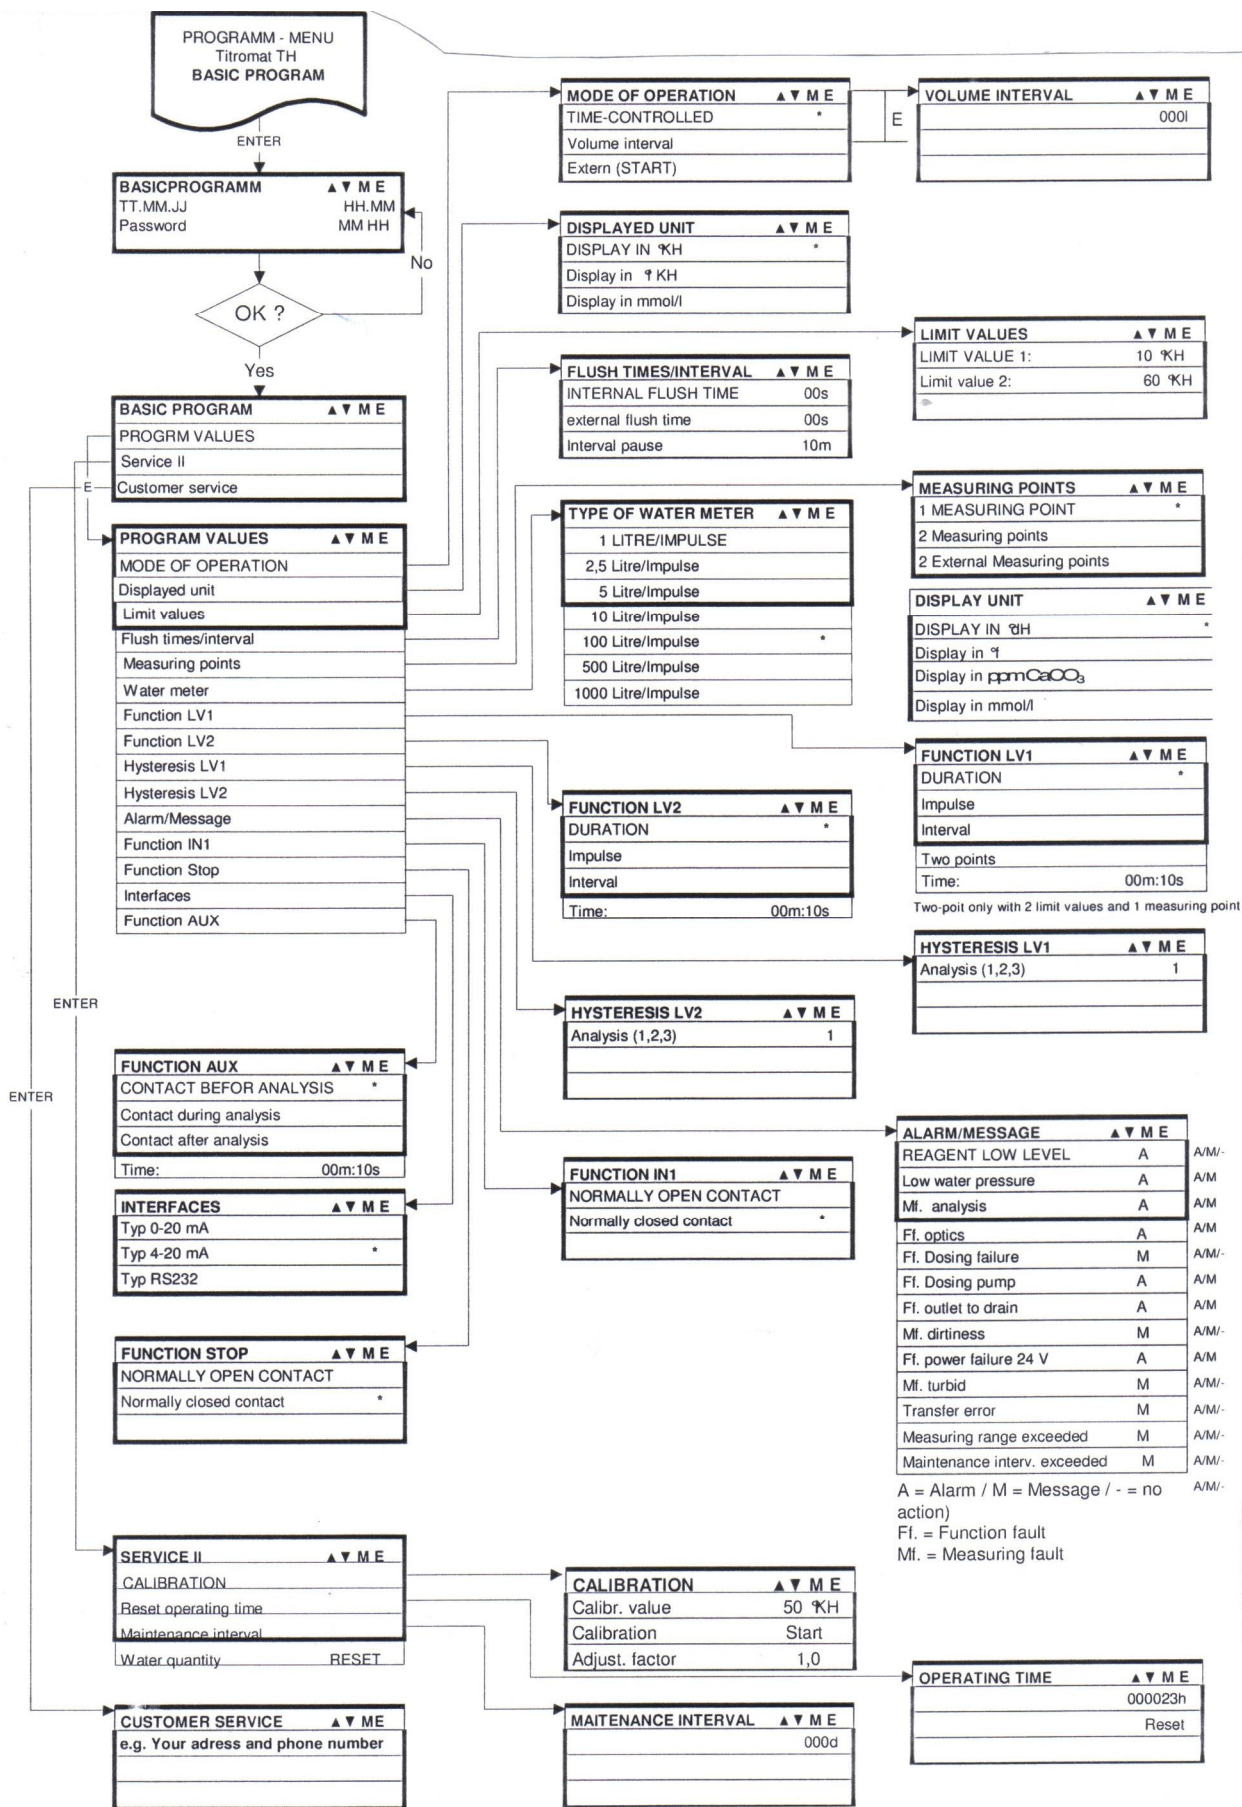 PROGRAMM - MENU
Titromat TH
BASIC PROGRAM
ENTER
BASICPROGRAMM ▲ ▼ M E
TT.MM.JJ HH.MM
Password MM HH
No
OK ?
Yes
BASIC PROGRAM ▲ ▼ M E
PROGRM VALUES
Service II
E
Customer service
PROGRAM VALUES ▲ ▼ M E
MODE OF OPERATION
Displayed unit
Limit values
Flush times/interval
Measuring points
Water meter
Function LV1
Function LV2
Hysteresis LV1
Hysteresis LV2
Alarm/Message
Function IN1
Function Stop
Interfaces
Function AUX
MODE OF OPERATION ▲ ▼ M E
TIME-CONTROLLED *
Volume interval
Extern (START)
E
VOLUME INTERVAL ▲ ▼ M E
000l
DISPLAYED UNIT ▲ ▼ M E
DISPLAY IN °KH *
Display in °f KH
Display in mmol/l
LIMIT VALUES ▲ ▼ M E
LIMIT VALUE 1: 10 °KH
Limit value 2: 60 °KH
FLUSH TIMES/INTERVAL ▲ ▼ M E
INTERNAL FLUSH TIME 00s
external flush time 00s
Interval pause 10m
MEASURING POINTS ▲ ▼ M E
1 MEASURING POINT *
2 Measuring points
2 External Measuring points
TYPE OF WATER METER ▲ ▼ M E
1 LITRE/IMPULSE
2,5 Litre/Impulse
5 Litre/Impulse
10 Litre/Impulse
100 Litre/Impulse *
500 Litre/Impulse
1000 Litre/Impulse
DISPLAY UNIT ▲ ▼ M E
DISPLAY IN °dH *
Display in °f
Display in ppm CaCO₃
Display in mmol/l
FUNCTION LV1 ▲ ▼ M E
DURATION *
Impulse
Interval
Two points
Time: 00m:10s
Two-poit only with 2 limit values and 1 measuring point
FUNCTION LV2 ▲ ▼ M E
DURATION *
Impulse
Interval
Time: 00m:10s
HYSTERESIS LV1 ▲ ▼ M E
Analysis (1,2,3) 1
HYSTERESIS LV2 ▲ ▼ M E
Analysis (1,2,3) 1
ENTER
ENTER
FUNCTION AUX ▲ ▼ M E
CONTACT BEFOR ANALYSIS *
Contact during analysis
Contact after analysis
Time: 00m:10s
INTERFACES ▲ ▼ M E
Typ 0-20 mA
Typ 4-20 mA *
Typ RS232
FUNCTION STOP ▲ ▼ M E
NORMALLY OPEN CONTACT
Normally closed contact *
FUNCTION IN1 ▲ ▼ M E
NORMALLY OPEN CONTACT
Normally closed contact *
ALARM/MESSAGE ▲ ▼ M E
REAGENT LOW LEVEL A A/M/-
Low water pressure A A/M
Mf. analysis A A/M
Ff. optics A A/M
Ff. Dosing failure M A/M/-
Ff. Dosing pump A A/M
Ff. outlet to drain A A/M
Mf. dirtiness M A/M/-
Ff. power failure 24 V A A/M
Mf. turbid M A/M/-
Transfer error M A/M/-
Measuring range exceeded M A/M/-
Maintenance interv. exceeded M A/M/-
A = Alarm / M = Message / - = no A/M/-
action)
Ff. = Function fault
Mf. = Measuring fault
SERVICE II ▲ ▼ M E
CALIBRATION
Reset operating time
Maintenance interval
Water quantity RESET
CALIBRATION ▲ ▼ M E
Calibr. value 50 °KH
Calibration Start
Adjust. factor 1,0
OPERATING TIME ▲ ▼ M E
000023h
Reset
CUSTOMER SERVICE ▲ ▼ ME
e.g. Your adress and phone number
MAITENANCE INTERVAL ▲ ▼ M E
000d